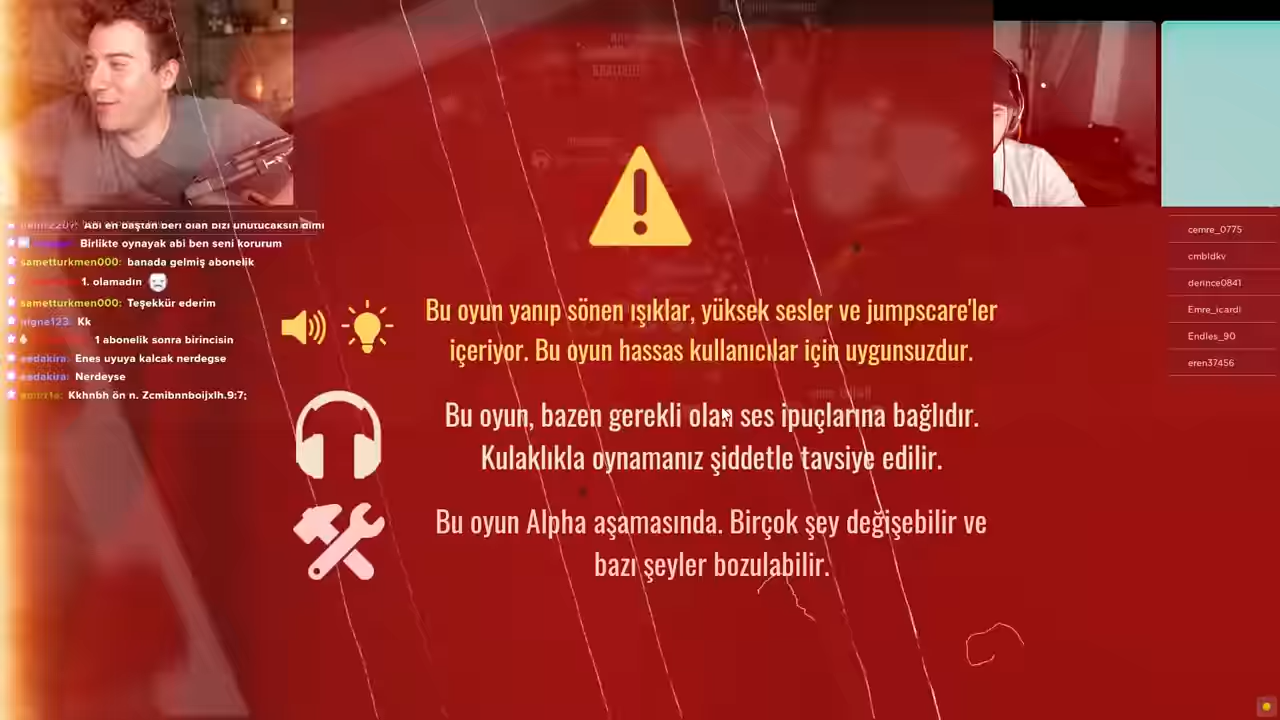 Abi en baştan beri olan bizi unutucaksın dimi
Birlikte oynayak abi ben seni korurum
sametturkmen000: banada gelmiş abonelik
1. olamadın
sametturkmen000: Teşekkür ederim
nigne123: Kk
1 abonelik sonra birincisin
eedakira: Enes uyuya kalcak nerdegse
eedakira: Nerdeyse
Kkhnbh ön n. Zcmibnnboijxlh.9:7;
Bu oyun yanıp sönen ışıklar, yüksek sesler ve jumpscare'ler
içeriyor. Bu oyun hassas kullanıcılar için uygunsuzdur.
Bu oyun, bazen gerekli olan ses ipuçlarına bağlıdır.
Kulaklıkla oynamanız şiddetle tavsiye edilir.
Bu oyun Alpha aşamasında. Birçok şey değişebilir ve
bazı şeyler bozulabilir.
cemre_0775
cmbldkv
derince0841
Emre_icardi
Endles_90
eren37456